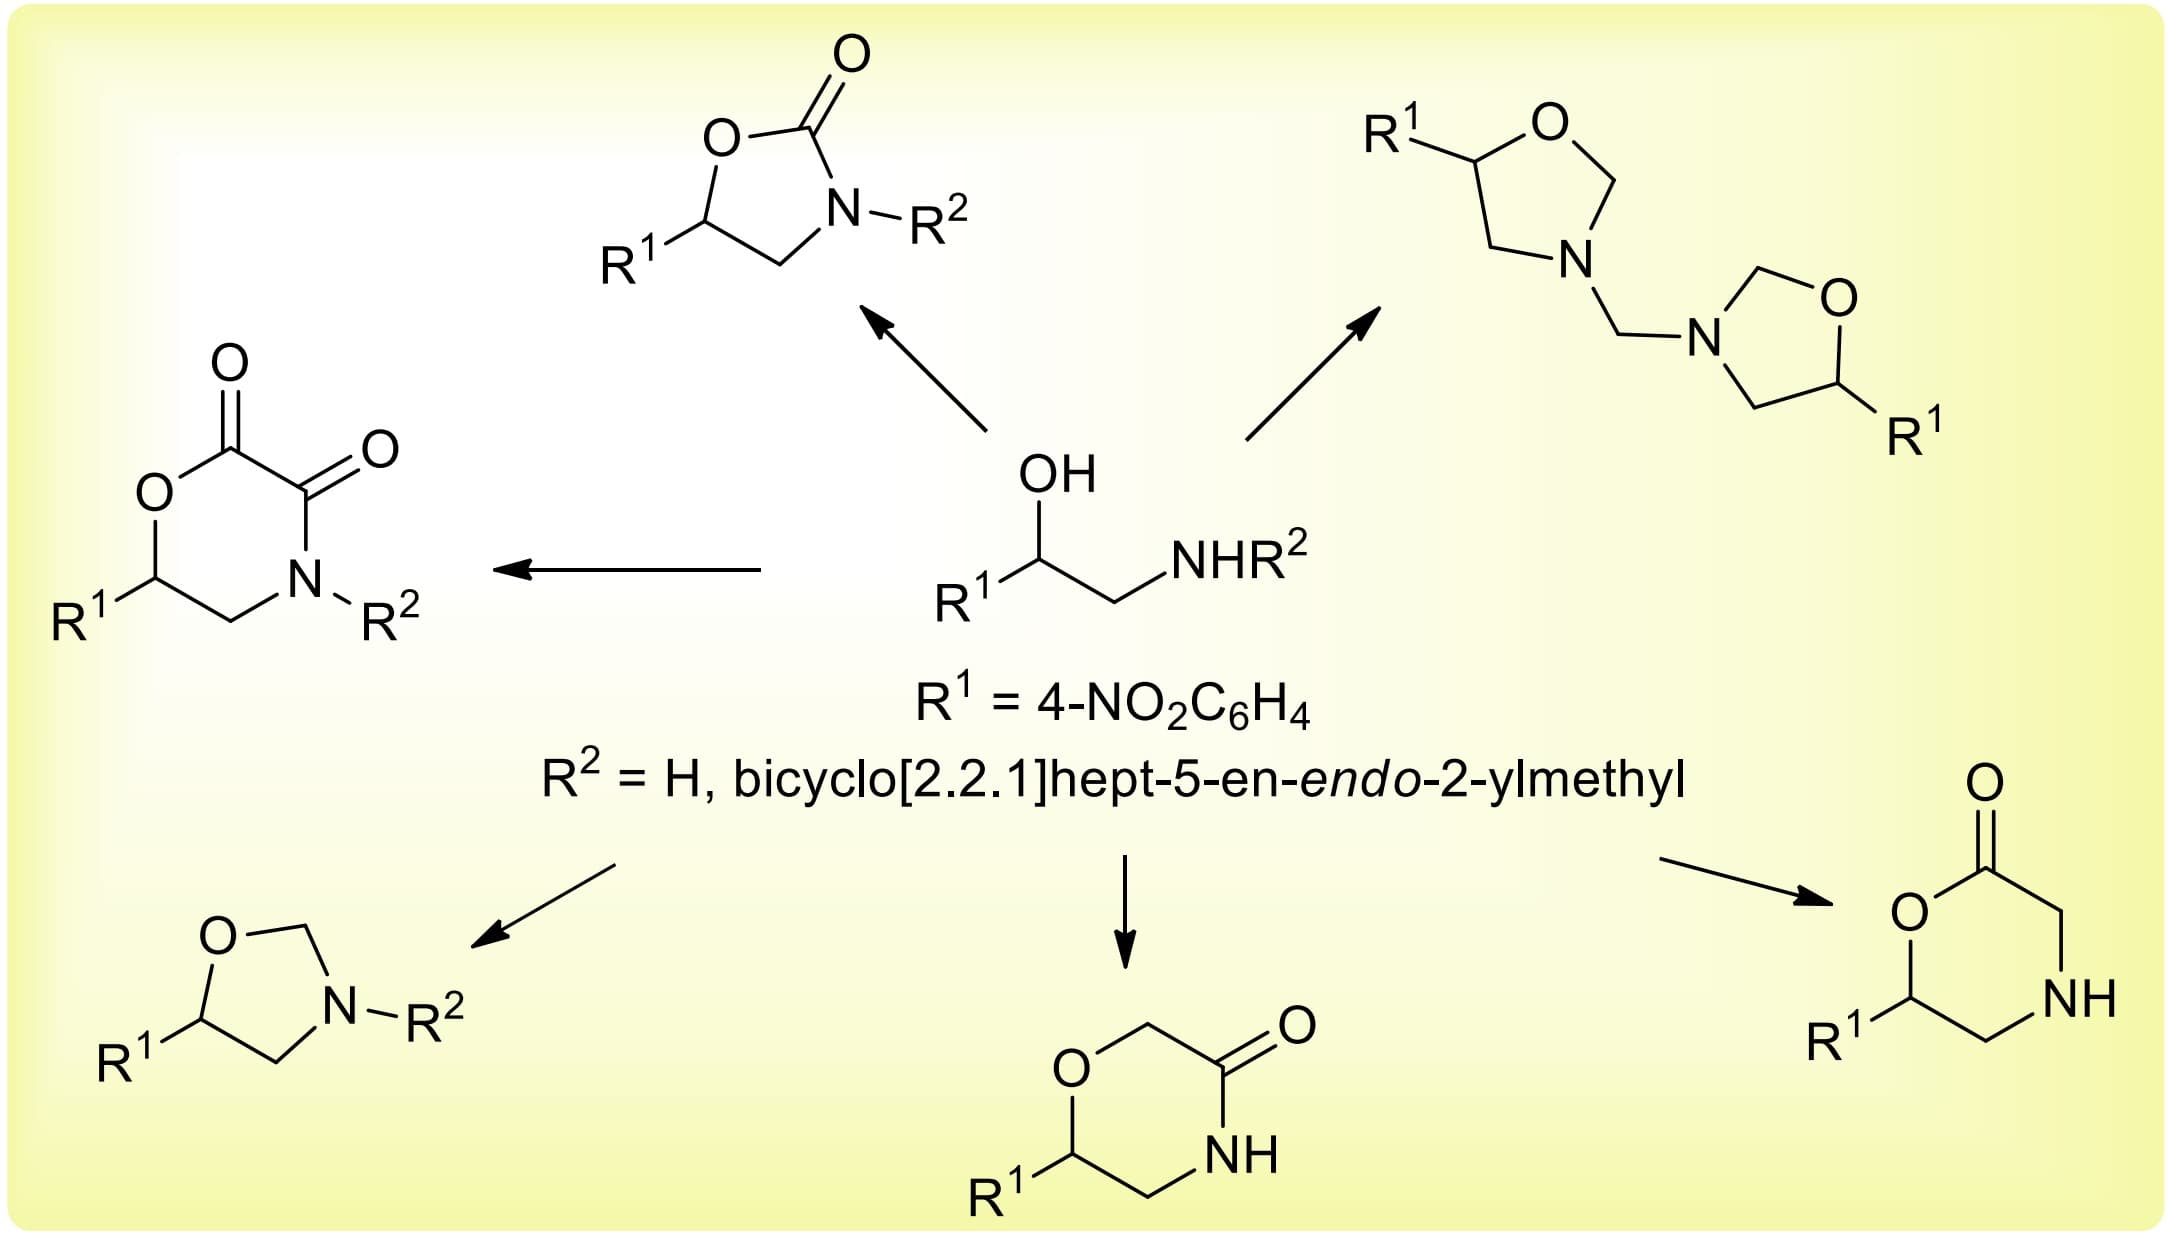 O
O
N
R²
R¹
R¹
O
N
N
O
R¹
O
O
O
N
R¹
R²
OH
NHR²
R¹
R¹ = 4-NO₂C₆H₄
R² = H, bicyclo[2.2.1]hept-5-en-endo-2-ylmethyl
O
N
R²
R¹
O
O
NH
R¹
O
O
NH
R¹